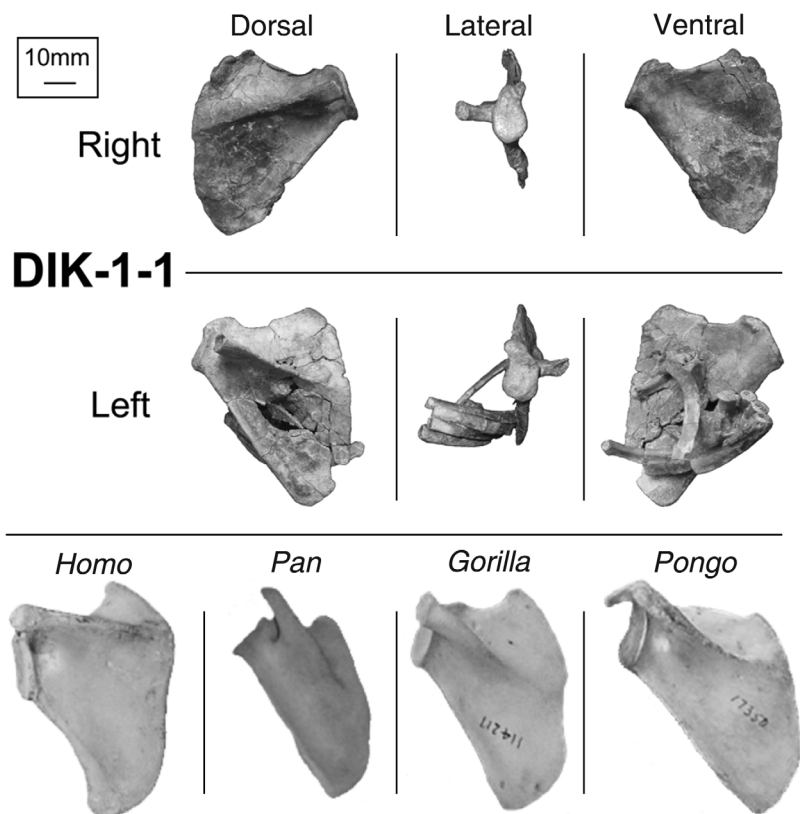 Dorsal Lateral Ventral
10mm
Right
DIK-1-1
Left
Homo Pan Gorilla Pongo
114217
17350